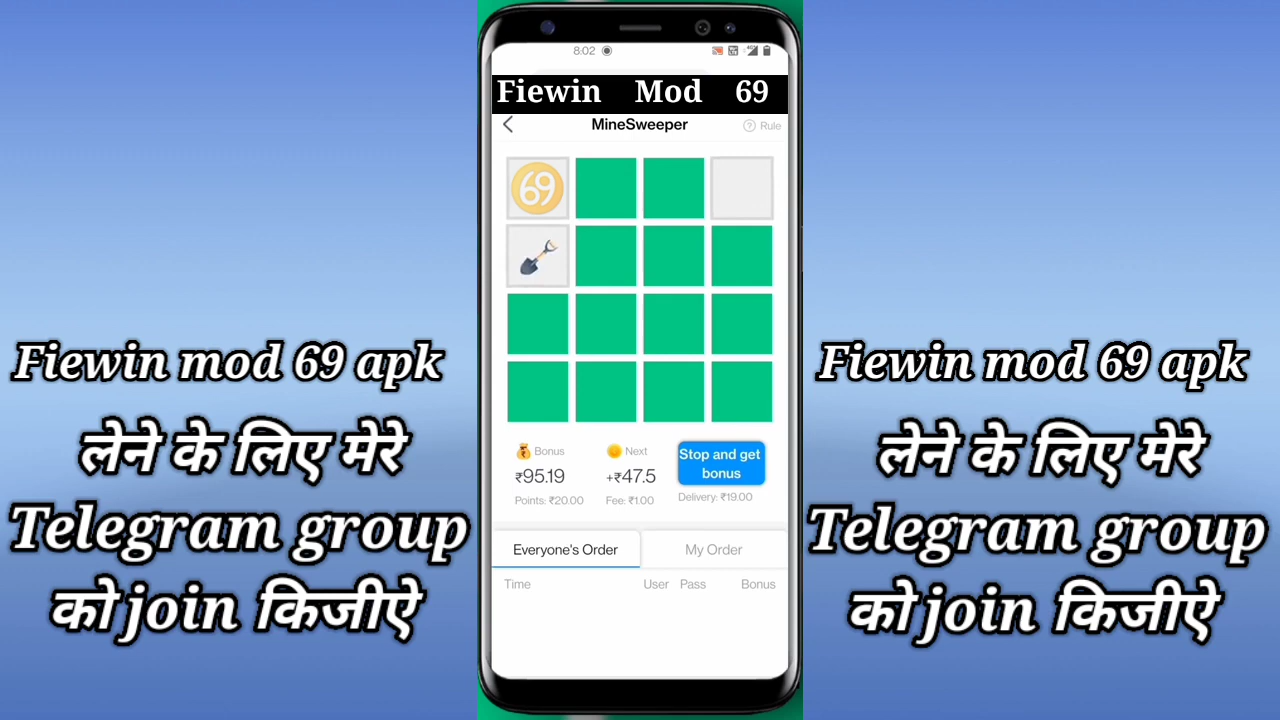 8:02
Fiewin Mod 69
MineSweeper
Rule
69
Bonus
Next
Stop and get
bonus
₹95.19
+₹47.5
Points: ₹20.00
Fee: ₹1.00
Delivery: ₹19.00
Everyone's Order
My Order
Time
User
Pass
Bonus
Fiewin mod 69 apk
लेने के लिए मेरे
Telegram group
को join किजीऐ
Fiewin mod 69 apk
लेने के लिए मेरे
Telegram group
को join किजीऐ